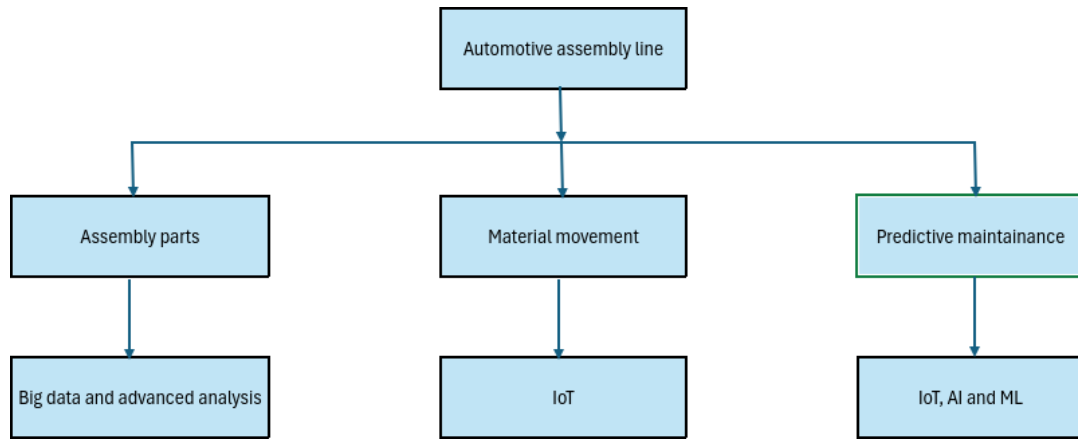 Automotive assembly line
Assembly parts
Material movement
Predictive maintainance
Big data and advanced analysis
IoT
IoT, AI and ML